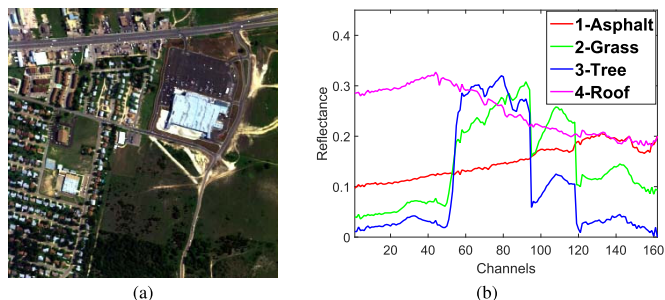 1-Asphalt
2-Grass
3-Tree
4-Roof
0.4
0.3
0.2
0.1
0
Reflectance
20 40 60 80 100 120 140 160
Channels
(a) (b)